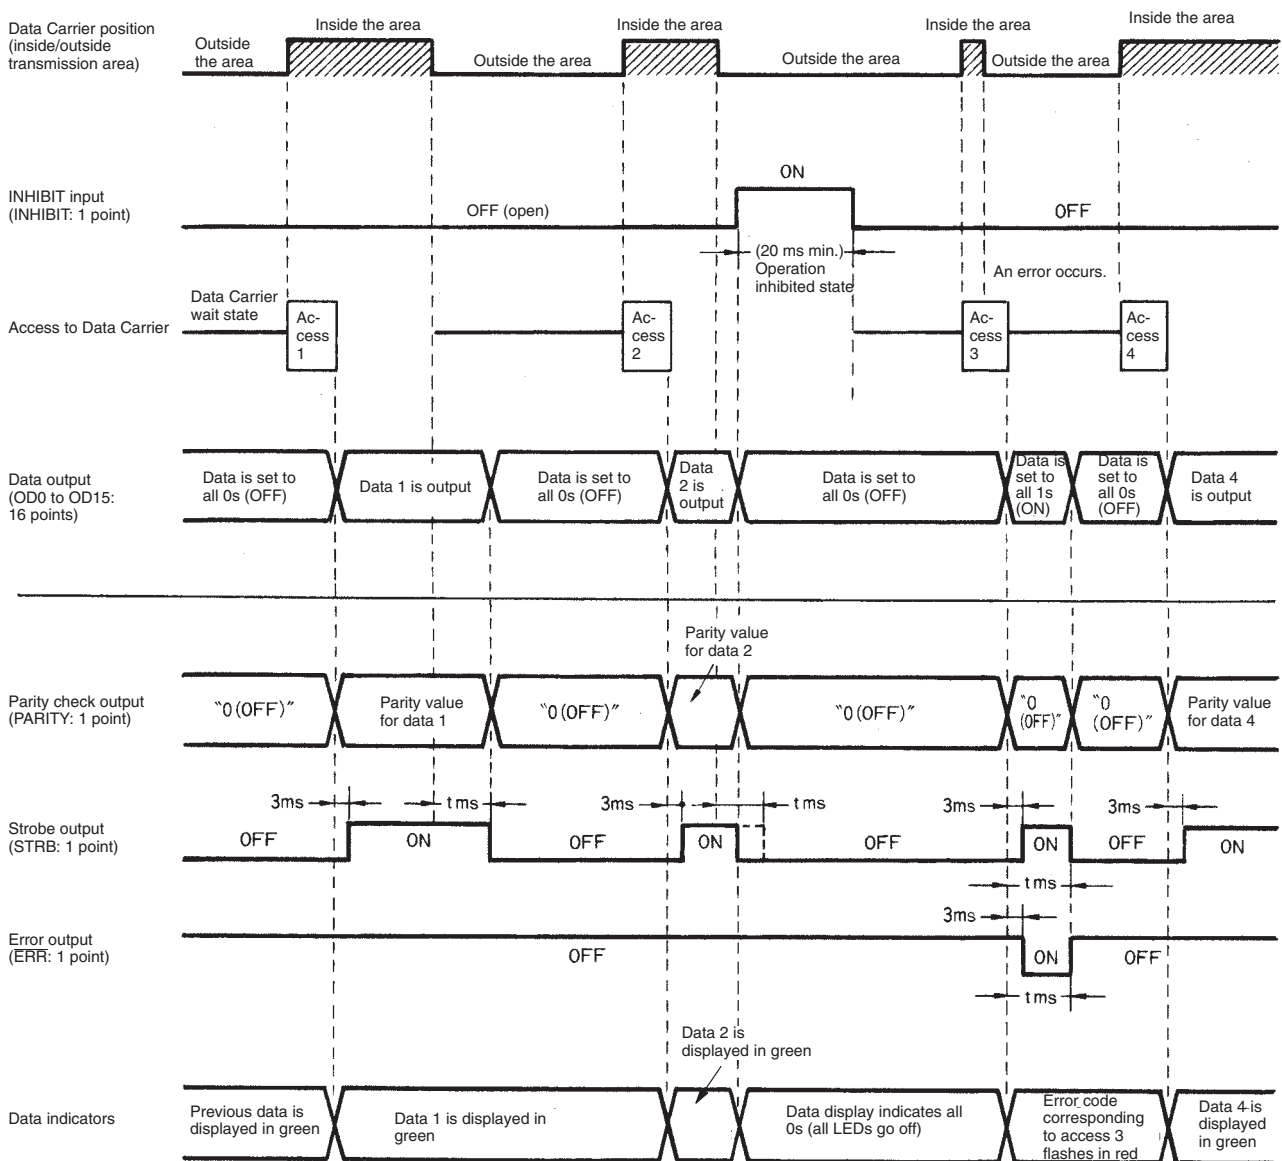 Data Carrier position
(inside/outside
transmission area)
Outside
the area
Inside the area
Outside the area
Inside the area
Outside the area
Inside the area
Outside the area
Inside the area
INHIBIT input
(INHIBIT: 1 point)
OFF (open)
ON
OFF
(20 ms min.)
Operation
inhibited state
An error occurs.
Access to Data Carrier
Data Carrier
wait state
Ac-
cess
1
Ac-
cess
2
Ac-
cess
3
Ac-
cess
4
Data output
(OD0 to OD15:
16 points)
Data is set to
all 0s (OFF)
Data 1 is output
Data is set to
all 0s (OFF)
Data
2 is
output
Data is set to
all 0s (OFF)
Data is
set to
all 1s
(ON)
Data is
set to
all 0s
(OFF)
Data 4
is output
Parity value
for data 2
Parity check output
(PARITY: 1 point)
"0 (OFF)"
Parity value
for data 1
"0 (OFF)"
"0 (OFF)"
"0
(OFF)"
"0
(OFF)"
Parity value
for data 4
3ms
t ms
3ms
t ms
3ms
3ms
Strobe output
(STRB: 1 point)
OFF
ON
OFF
ON
OFF
ON
OFF
ON
t ms
3ms
Error output
(ERR: 1 point)
OFF
ON
OFF
t ms
Data 2 is
displayed in green
Data indicators
Previous data is
displayed in green
Data 1 is displayed in
green
Data display indicates all
0s (all LEDs go off)
Error code
corresponding
to access 3
flashes in red
Data 4 is
displayed
in green